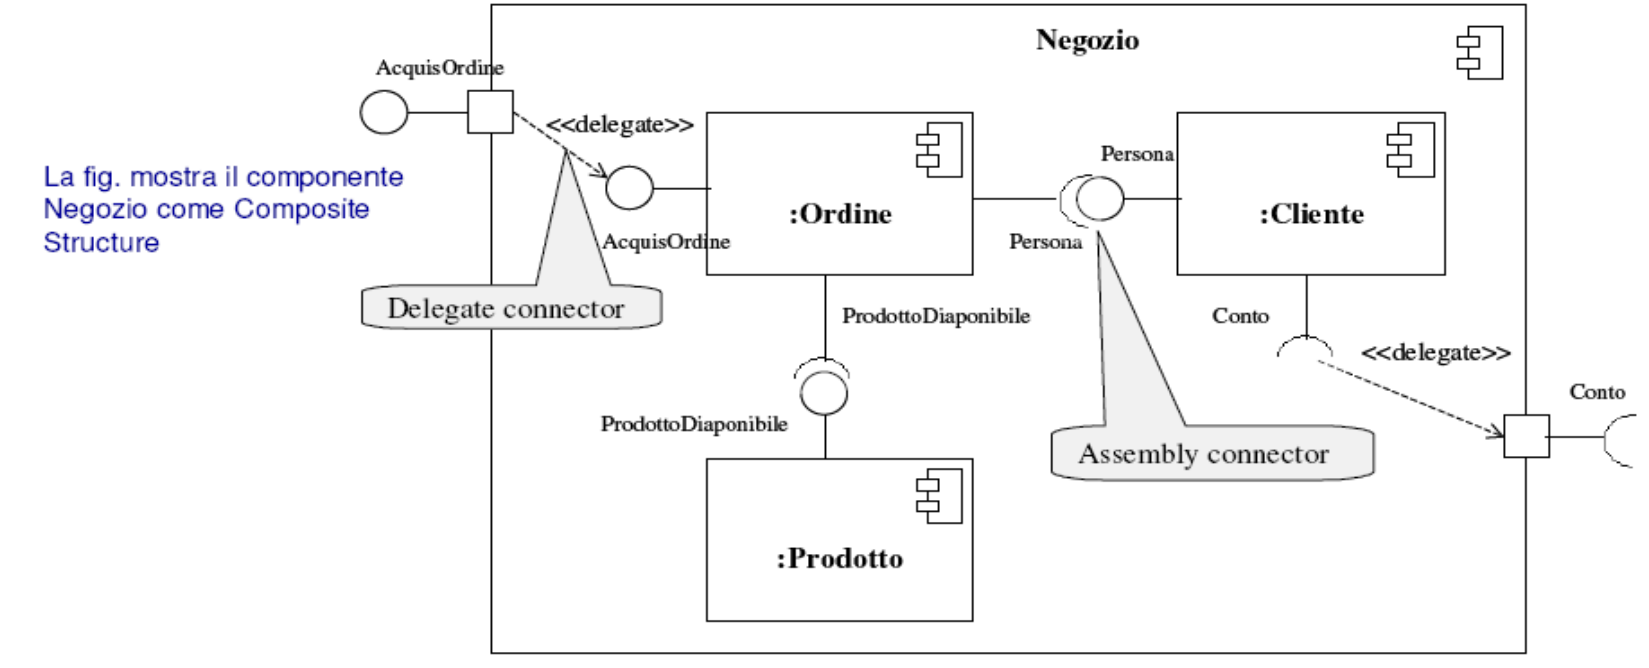 Negozio
AcquisOrdine
<<delegate>>
La fig. mostra il componente
Negozio come Composite
Structure
Persona
:Ordine
:Cliente
AcquisOrdine
Persona
Delegate connector
ProdottoDiaponibile
Conto
<<delegate>>
Conto
ProdottoDiaponibile
Assembly connector
:Prodotto